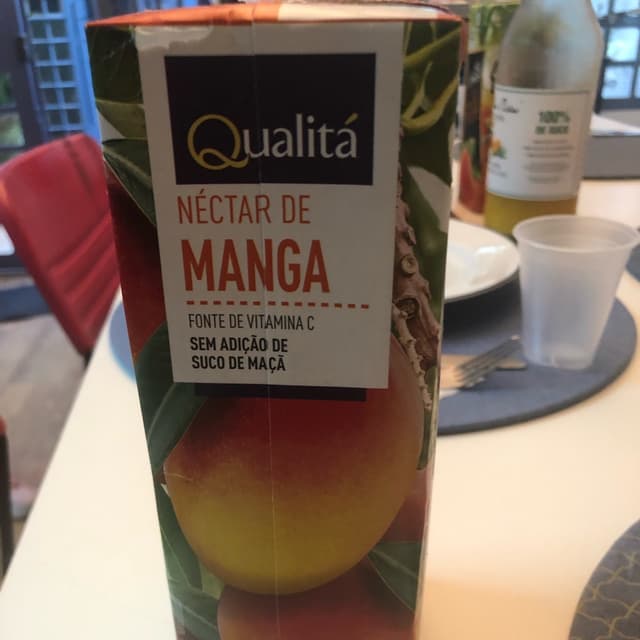 Qualitá
NÉCTAR DE
MANGA
FONTE DE VITAMINA C
SEM ADIÇÃO DE
SUCO DE MAÇÃ
100%